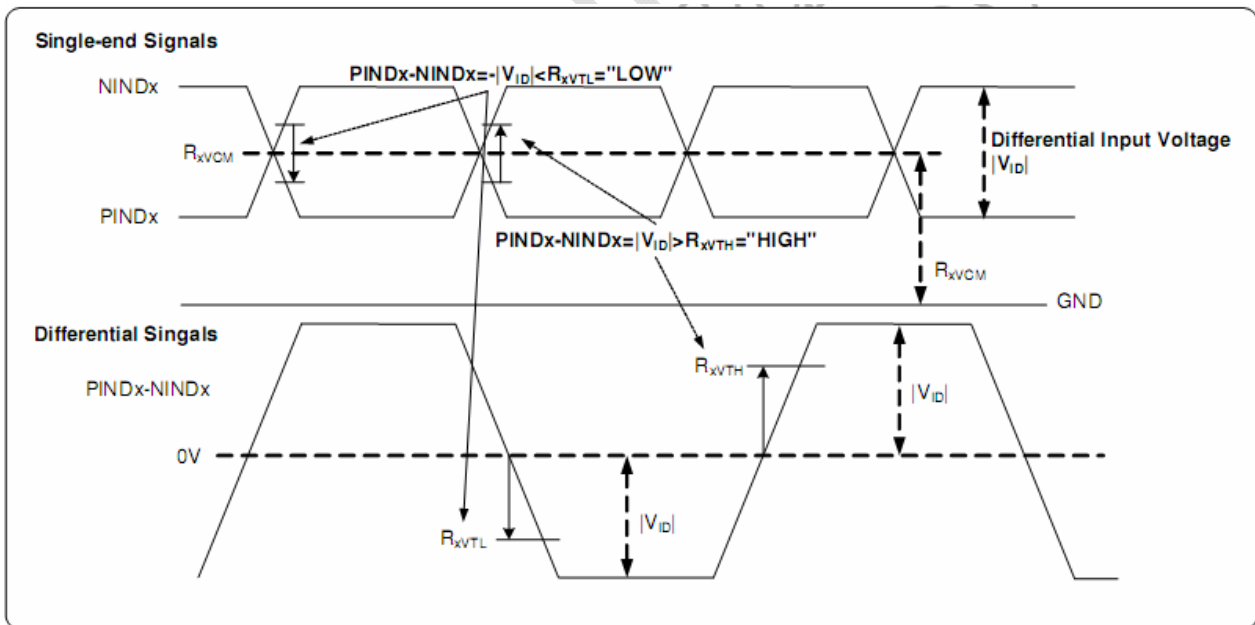 Single-end Signals
PINDx-NINDx=-|VID|<RxVTL="LOW"
NINDx
Differential Input Voltage
|VID|
RxVCM
PINDx
PINDx-NINDx=|VID|>RxVTH="HIGH"
RxVCM
GND
Differential Singals
RxVTH
PINDx-NINDx
|VID|
0V
|VID|
RxVTL